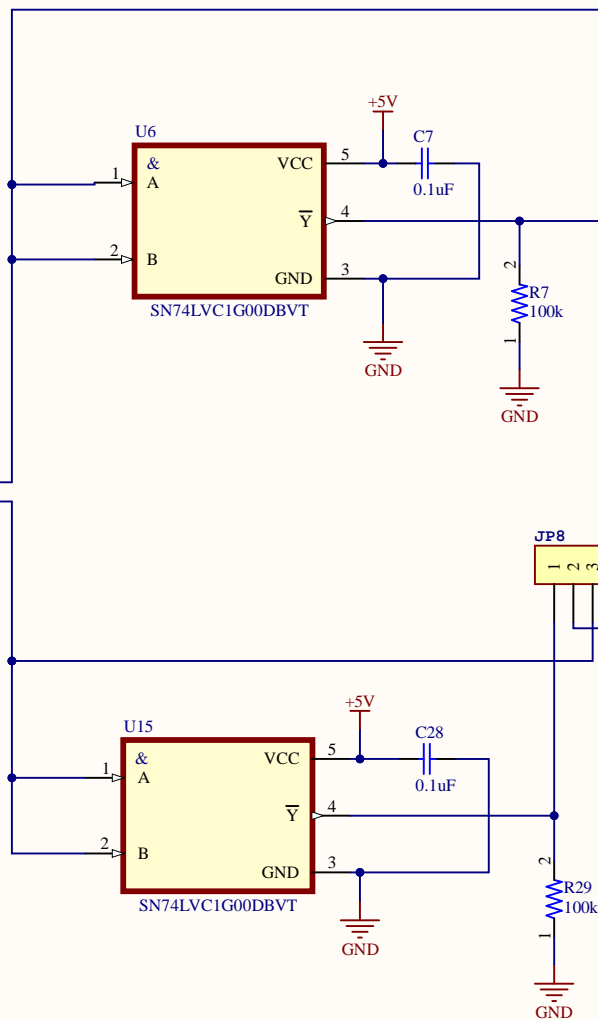 +5V
U6
C7
&
VCC
5
1
A
0.1uF
Y
4
2
B
2
GND
3
R7
100k
SN74LVC1G00DBVT
1
GND
GND
JP8
1
2
3
+5V
U15
C28
&
VCC
5
1
A
0.1uF
Y
4
2
B
2
GND
3
R29
100k
SN74LVC1G00DBVT
1
GND
GND